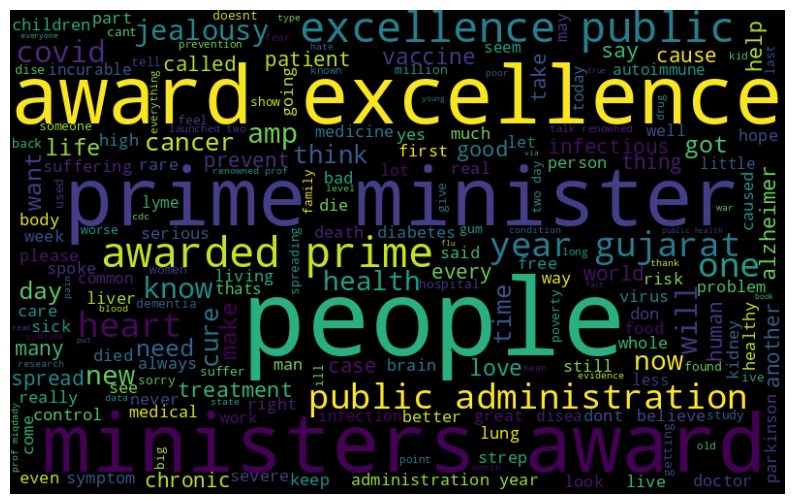 children part doesnt type cant jealousy excellence public may help
everyone fear hate kid
covid dise tell prevention called patient known million vaccine seem poor say cause last
incurable everything show going take today autoimmune true
award excellence
someone feel launched two high amp medicine yes much young drug talk renowned well hope
back life cancer think first good let infectious thing got
suffering rare prevent renowned prof lot real via person little
want used prime minister bad two day caused alzheimer
body lyme cdc family level die give war
worse serious death diabetes gum condition public health
week awarded prime spreading said flu year gujarat one
please spoke women living thats health every free long way thank world risk problem
day common know hospital time fast virus book
care pain liver blood dementia poverty don food human
sick read syndrome heart make people will kidney healthy another
many died need cure man case brain love still whole now found ive
spread new put always suffer ill evidence mean less
really see sorry treatment public administration
research data never right infection better great disea dont believe study
control medical state work parkinson
come prof miqdady ministers award getting old
big lung strep
even symptom chronic severe keep point month administration year look live doctor